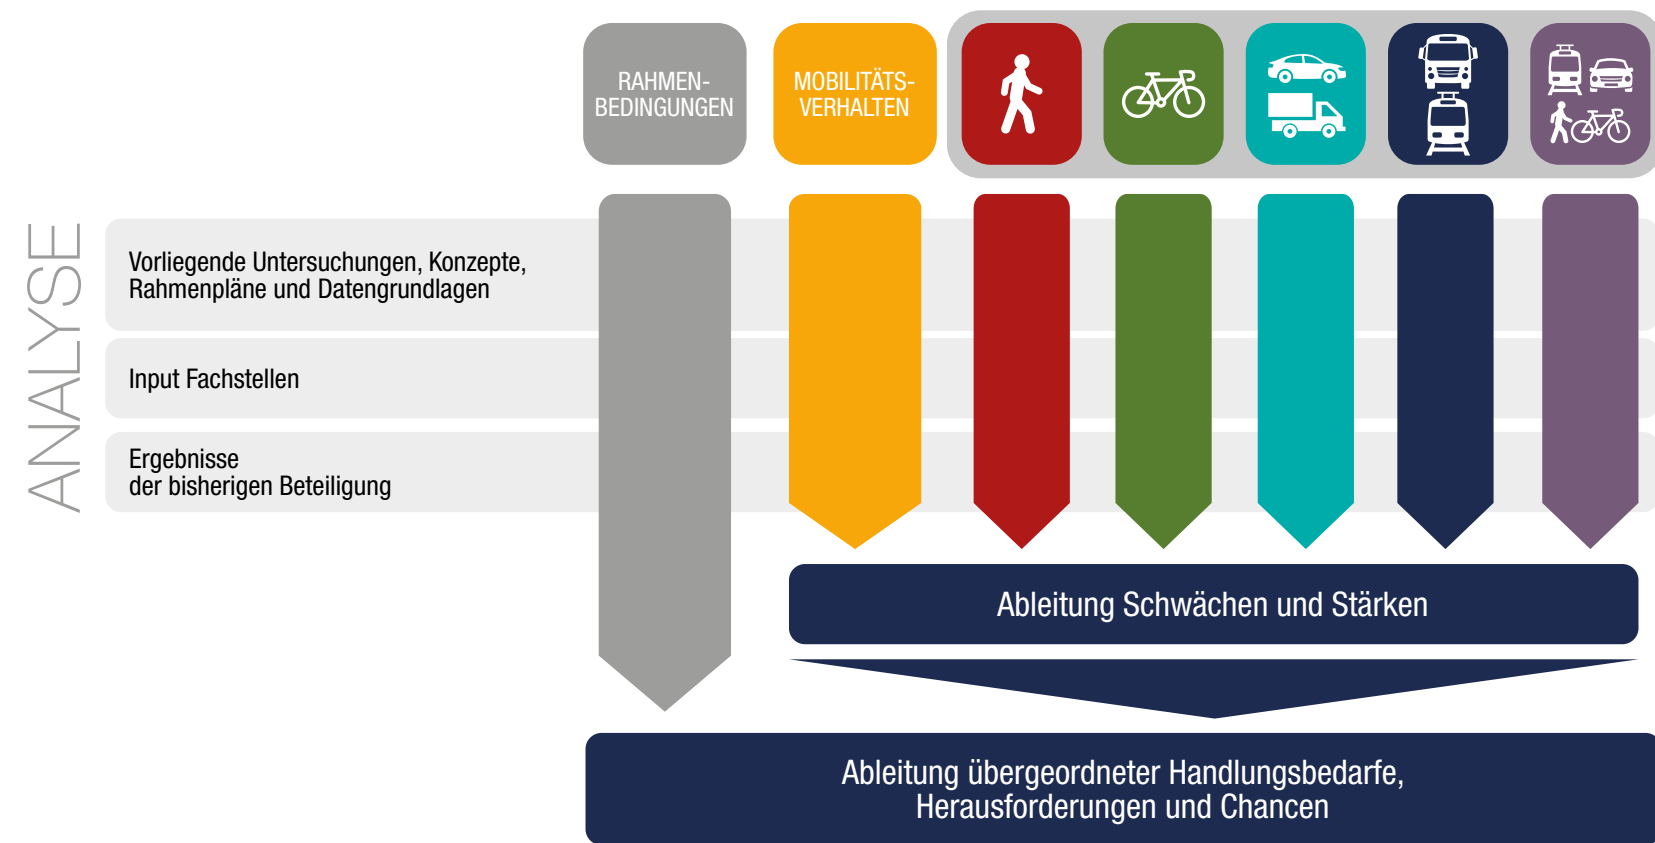 RAHMEN-
BEDINGUNGEN
MOBILITÄTS-
VERHALTEN
ANALYSE
Vorliegende Untersuchungen, Konzepte,
Rahmenpläne und Datengrundlagen
Input Fachstellen
Ergebnisse
der bisherigen Beteiligung
Ableitung Schwächen und Stärken
Ableitung übergeordneter Handlungsbedarfe,
Herausforderungen und Chancen